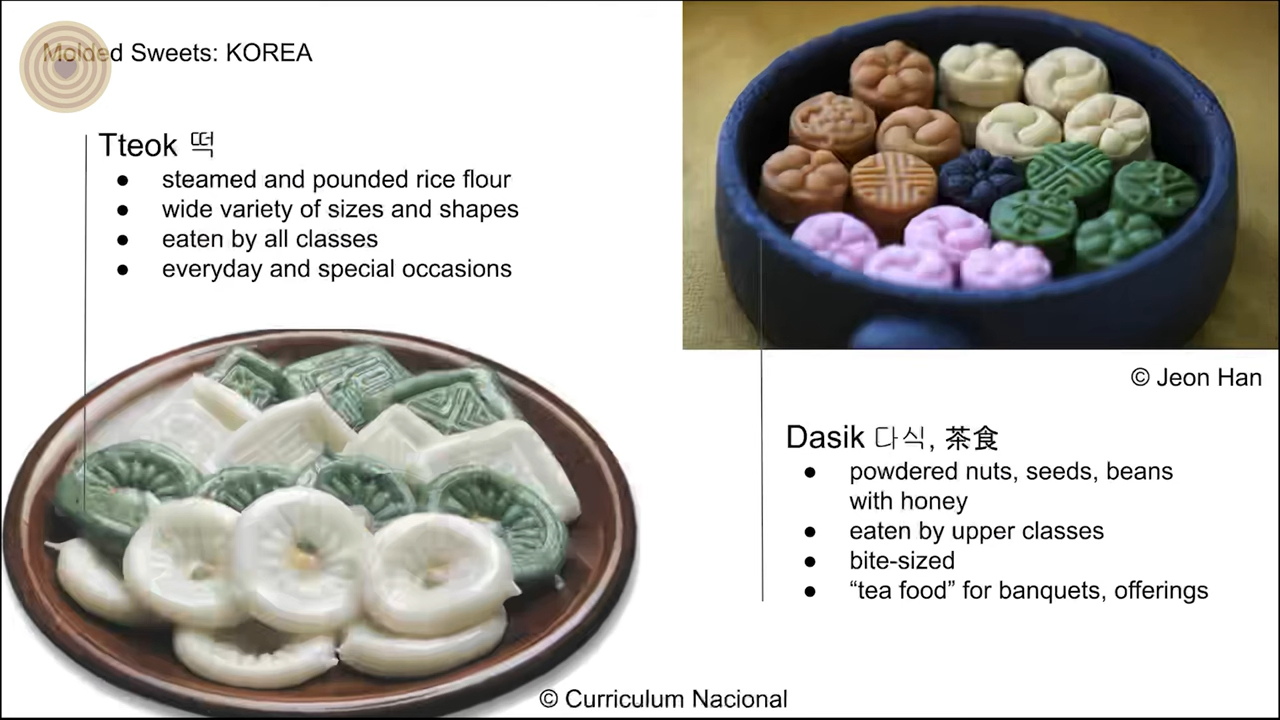 Molded Sweets: KOREA
Tteok 떡
● steamed and pounded rice flour
● wide variety of sizes and shapes
● eaten by all classes
● everyday and special occasions
© Jeon Han
Dasik 다식, 茶食
● powdered nuts, seeds, beans
with honey
● eaten by upper classes
● bite-sized
● “tea food” for banquets, offerings
© Curriculum Nacional